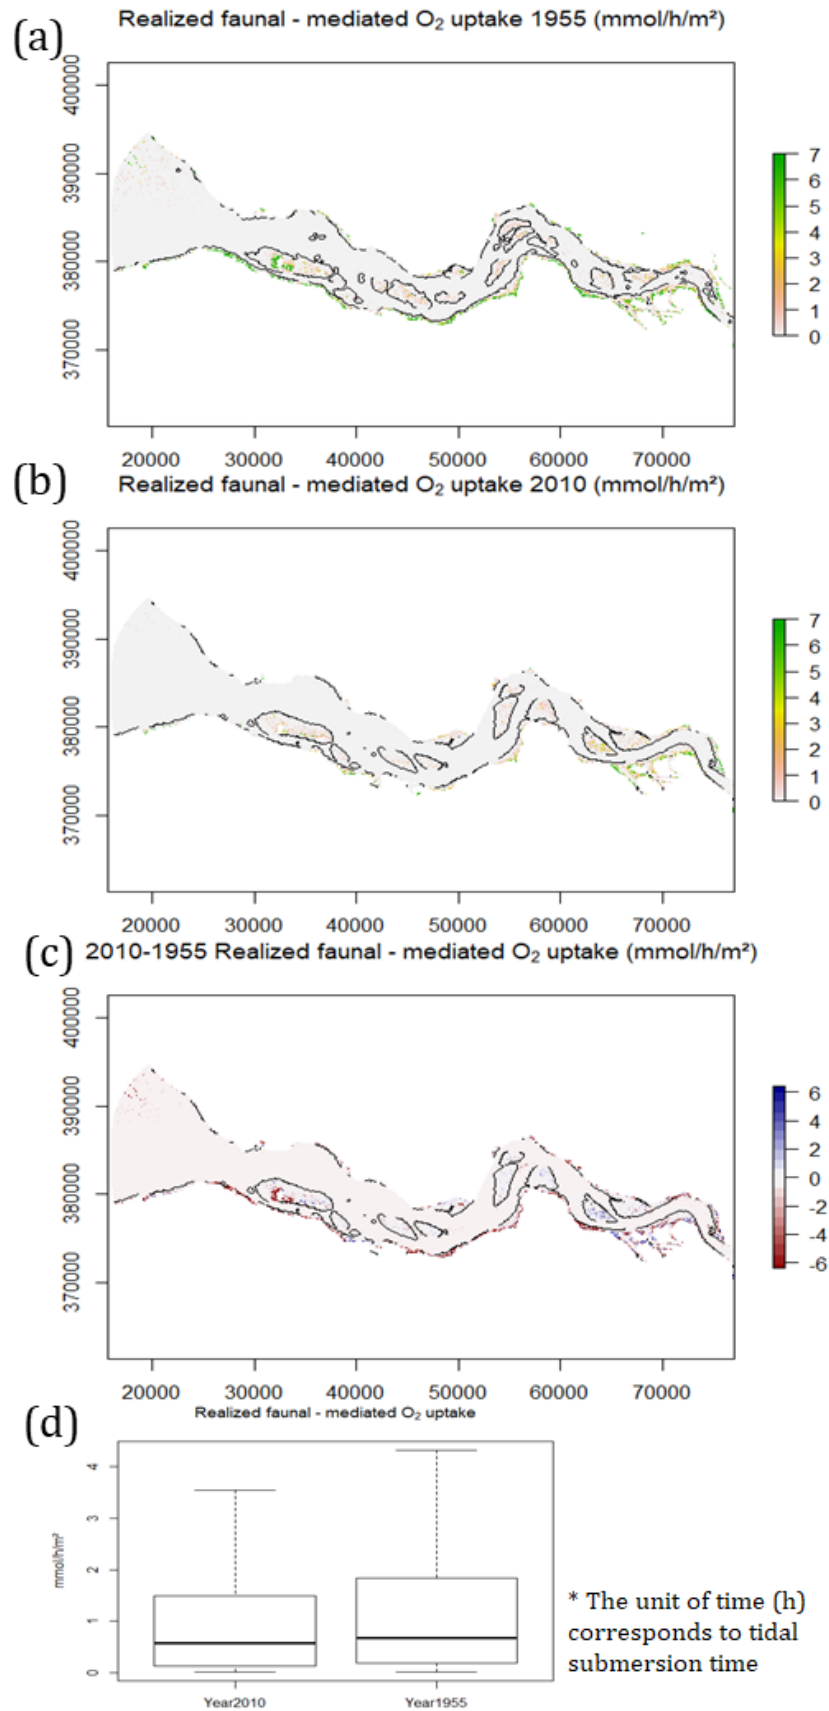 (a)
Realized faunal - mediated O₂ uptake 1955 (mmol/h/m²)
400000
390000
380000
370000
7
6
5
4
3
2
1
0
20000 30000 40000 50000 60000 70000
(b)
Realized faunal - mediated O₂ uptake 2010 (mmol/h/m²)
400000
390000
380000
370000
7
6
5
4
3
2
1
0
20000 30000 40000 50000 60000 70000
(c)
2010-1955 Realized faunal - mediated O₂ uptake (mmol/h/m²)
400000
390000
380000
370000
6
4
2
0
-2
-4
-6
20000 30000 40000 50000 60000 70000
(d)
Realized faunal - mediated O₂ uptake
mmol/h/m²
4
3
2
1
0
Year2010 Year1955
* The unit of time (h)
corresponds to tidal
submersion time